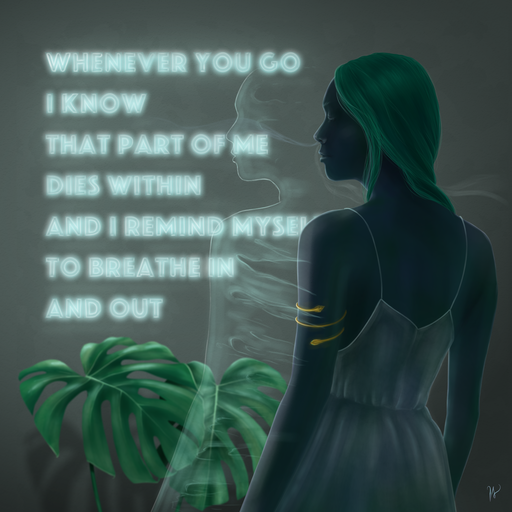 WHENEVER YOU GO
I KNOW
THAT PART OF ME
DIES WITHIN
AND I REMIND MYSEL
TO BREATHE IN
AND OUT